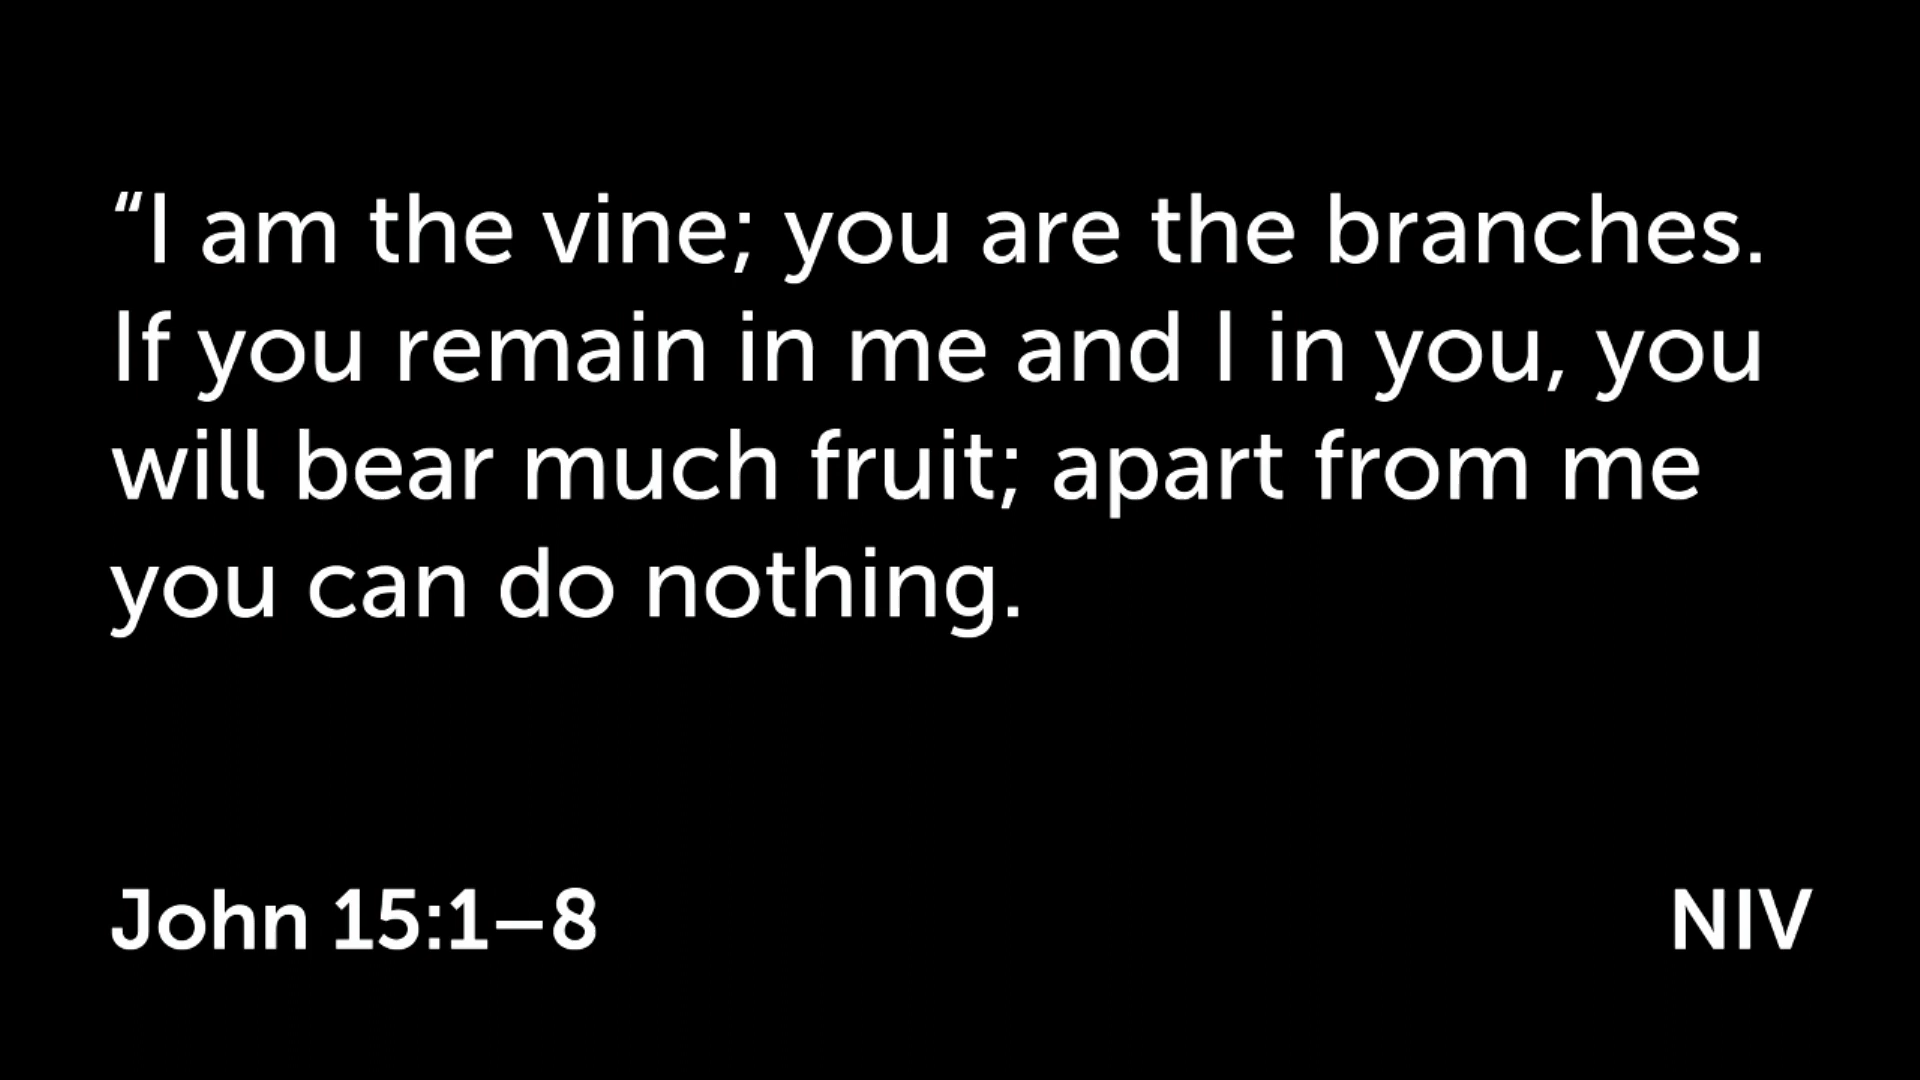 “I am the vine; you are the branches.
If you remain in me and I in you, you
will bear much fruit; apart from me
you can do nothing.
John 15:1–8
NIV